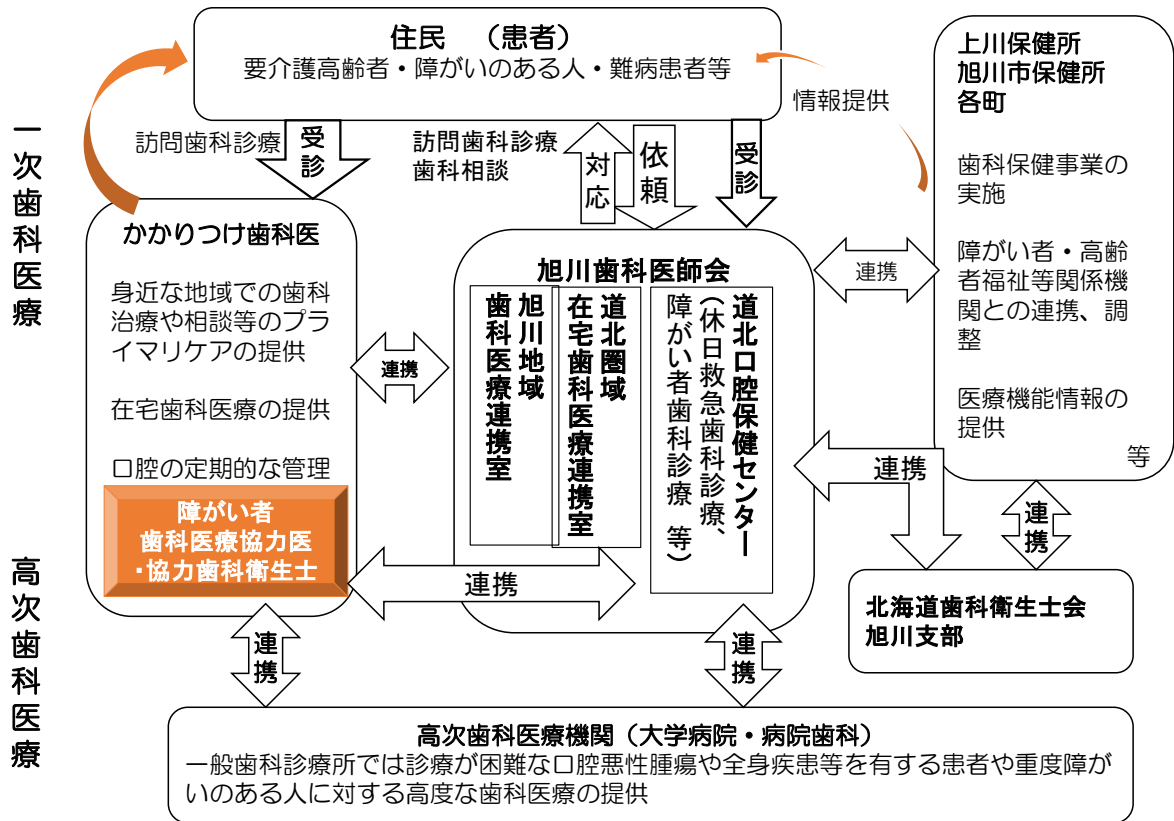 住民　（患者）
要介護高齢者・障がいのある人・難病患者等
上川保健所
旭川市保健所
各町
歯科保健事業の
実施
障がい者・高齢
者福祉等関係機
関との連携、調
整
医療機能情報の
提供
等
情報提供
一次歯科医療
訪問歯科診療
受診
訪問歯科診療
歯科相談
対応
依頼
受診
かかりつけ歯科医
身近な地域での歯科
治療や相談等のプラ
イマリケアの提供
在宅歯科医療の提供
口腔の定期的な管理
障がい者
歯科医療協力医
・協力歯科衛生士
連携
旭川歯科医師会
道北口腔保健センター
（休日救急歯科診療、
障がい者歯科診療 等）
道北圏域
在宅歯科医療連携室
旭川地域
歯科医療連携室
連携
連携
連携
連携
北海道歯科衛生士会
旭川支部
高次歯科医療
連携
連携
高次歯科医療機関（大学病院・病院歯科）
一般歯科診療所では診療が困難な口腔悪性腫瘍や全身疾患等を有する患者や重度障が
いのある人に対する高度な歯科医療の提供